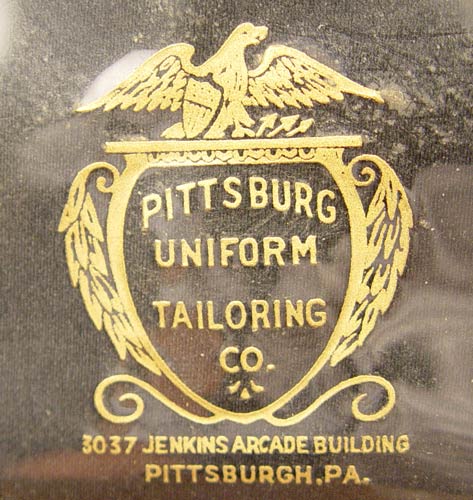 PITTSBURG
UNIFORM
TAILORING
CO.
3037 JENKINS ARCADE BUILDING
PITTSBURGH, PA.